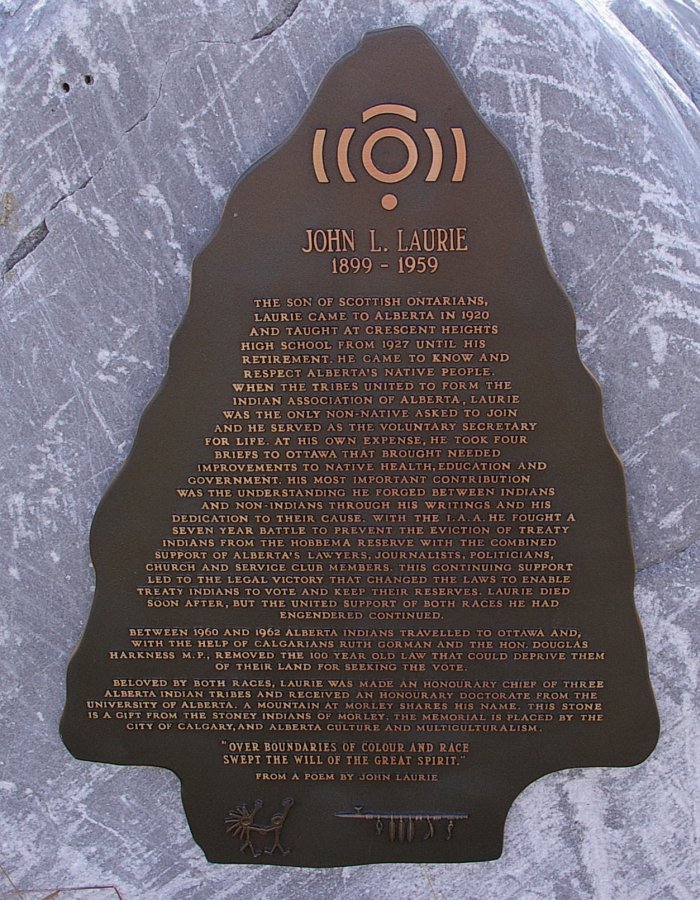 JOHN L. LAURIE
1899 - 1959
THE SON OF SCOTTISH ONTARIANS,
LAURIE CAME TO ALBERTA IN 1920
AND TAUGHT AT CRESCENT HEIGHTS
HIGH SCHOOL FROM 1927 UNTIL HIS
RETIREMENT. HE CAME TO KNOW AND
RESPECT ALBERTA'S NATIVE PEOPLE.
WHEN THE TRIBES UNITED TO FORM THE
INDIAN ASSOCIATION OF ALBERTA, LAURIE
WAS THE ONLY NON-NATIVE ASKED TO JOIN
AND HE SERVED AS THE VOLUNTARY SECRETARY
FOR LIFE. AT HIS OWN EXPENSE, HE TOOK FOUR
BRIEFS TO OTTAWA THAT BROUGHT NEEDED
IMPROVEMENTS TO NATIVE HEALTH, EDUCATION AND
GOVERNMENT. HIS MOST IMPORTANT CONTRIBUTION
WAS THE UNDERSTANDING HE FORGED BETWEEN INDIANS
AND NON-INDIANS THROUGH HIS WRITINGS AND HIS
DEDICATION TO THEIR CAUSE. WITH THE I.A.A. HE FOUGHT A
SEVEN YEAR BATTLE TO PREVENT THE EVICTION OF TREATY
INDIANS FROM THE HOBBEMA RESERVE WITH THE COMBINED
SUPPORT OF ALBERTA'S LAWYERS, JOURNALISTS, POLITICIANS,
CHURCH AND SERVICE CLUB MEMBERS. THIS CONTINUING SUPPORT
LED TO THE LEGAL VICTORY THAT CHANGED THE LAWS TO ENABLE
TREATY INDIANS TO VOTE AND KEEP THEIR RESERVES. LAURIE DIED
SOON AFTER, BUT THE UNITED SUPPORT OF BOTH RACES HE HAD
ENGENDERED CONTINUED.
BETWEEN 1960 AND 1962 ALBERTA INDIANS TRAVELLED TO OTTAWA AND,
WITH THE HELP OF CALGARIANS RUTH GORMAN AND THE HON. DOUGLAS
HARKNESS M.P., REMOVED THE 100 YEAR OLD LAW THAT COULD DEPRIVE THEM
OF THEIR LAND FOR SEEKING THE VOTE.
BELOVED BY BOTH RACES, LAURIE WAS MADE AN HONOURARY CHIEF OF THREE
ALBERTA INDIAN TRIBES AND RECEIVED AN HONOURARY DOCTORATE FROM THE
UNIVERSITY OF ALBERTA. A MOUNTAIN AT MORLEY SHARES HIS NAME. THIS STONE
IS A GIFT FROM THE STONEY INDIANS OF MORLEY. THE MEMORIAL IS PLACED BY THE
CITY OF CALGARY, AND ALBERTA CULTURE AND MULTICULTURALISM.
"OVER BOUNDARIES OF COLOUR AND RACE
SWEPT THE WILL OF THE GREAT SPIRIT."
FROM A POEM BY JOHN LAURIE